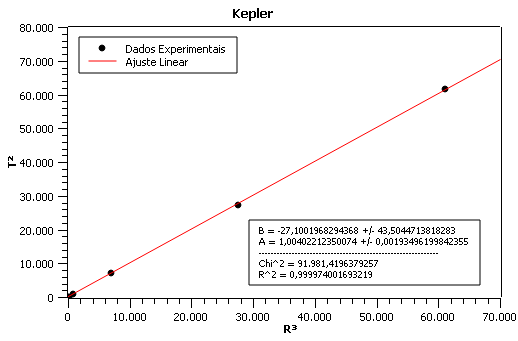 Kepler
80.000
70.000
60.000
50.000
40.000
30.000
20.000
10.000
0
T²
Dados Experimentais
Ajuste Linear
B = -27,1001968294368 +/- 43,5044713818283
A = 1,00402212350074 +/- 0,00193496199842355
--------------------------------------------------------
Chi^2 = 91.981,4196379257
R^2 = 0,999974001693219
0
10.000
20.000
30.000
40.000
50.000
60.000
70.000
R³